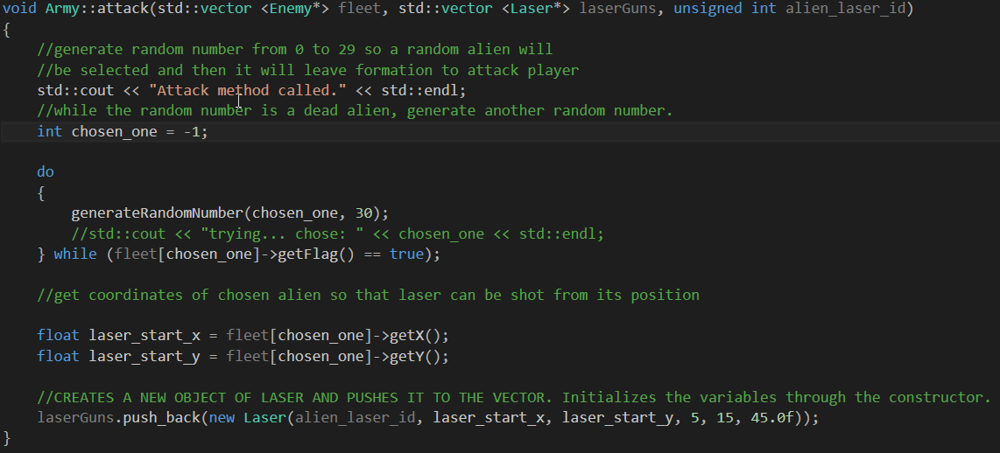 void Army::attack(std::vector <Enemy*> fleet, std::vector <Laser*> laserGuns, unsigned int alien_laser_id)
{
//generate random number from 0 to 29 so a random alien will
//be selected and then it will leave formation to attack player
std::cout << "Attack method called." << std::endl;
//while the random number is a dead alien, generate another random number.
int chosen_one = -1;
do
{
generateRandomNumber(chosen_one, 30);
//std::cout << "trying... chose: " << chosen_one << std::endl;
} while (fleet[chosen_one]->getFlag() == true);
//get coordinates of chosen alien so that laser can be shot from its position
float laser_start_x = fleet[chosen_one]->getX();
float laser_start_y = fleet[chosen_one]->getY();
//CREATES A NEW OBJECT OF LASER AND PUSHES IT TO THE VECTOR. Initializes the variables through the constructor.
laserGuns.push_back(new Laser(alien_laser_id, laser_start_x, laser_start_y, 5, 15, 45.0f));
}